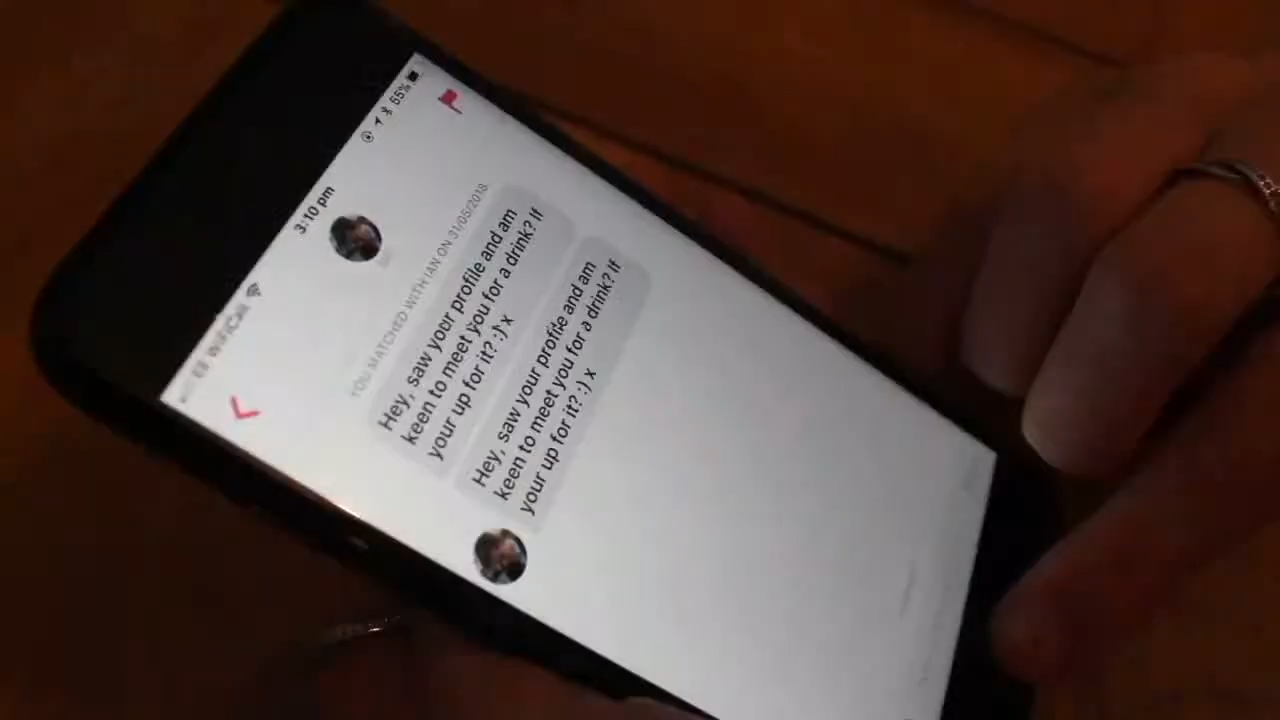 EE WiFiCall
3:10 pm
65%
YOU MATCHED WITH IAN ON 31/05/2018
Hey, saw your profile and am
keen to meet you for a drink? If
your up for it? :) x
Hey, saw your profile and am
keen to meet you for a drink? If
your up for it? :) x